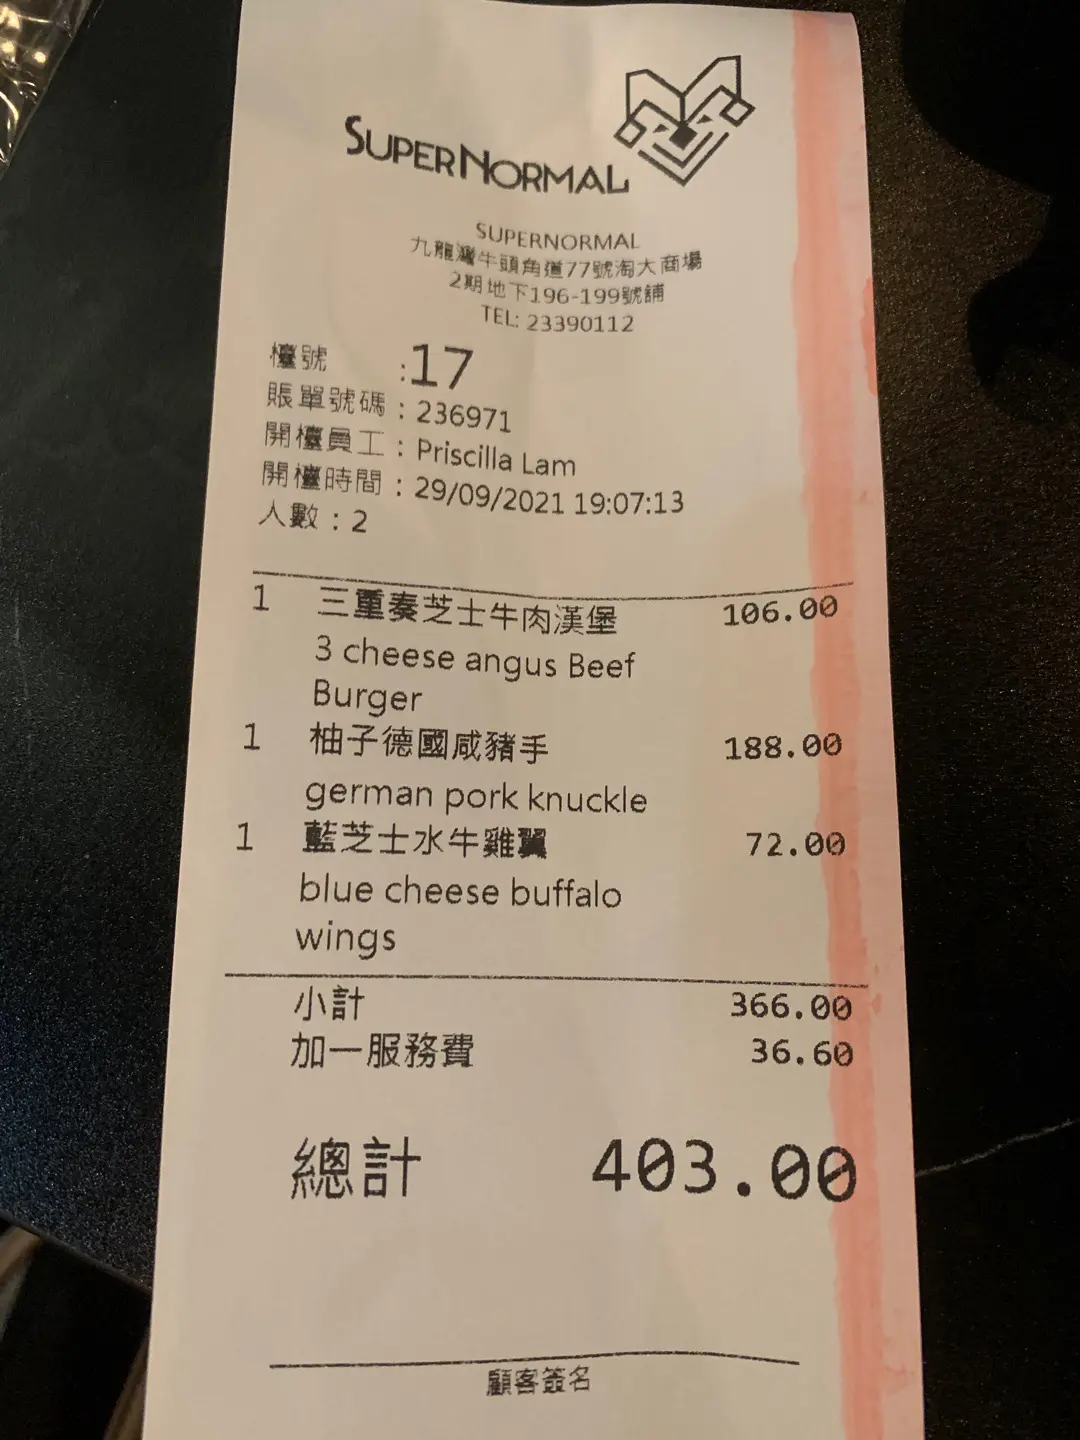 SUPERNORMAL
SUPERNORMAL
九龍灣牛頭角道77號淘大商場
2期地下196-199號舖
TEL: 23390112
檯號 :17
賬單號碼 : 236971
開檯員工 : Priscilla Lam
開檯時間 : 29/09/2021 19:07:13
人數 : 2
1 三重奏芝士牛肉漢堡 106.00
3 cheese angus Beef
Burger
1 柚子德國咸豬手 188.00
german pork knuckle
1 藍芝士水牛雞翼 72.00
blue cheese buffalo
wings
小計 366.00
加一服務費 36.60
總計 403.00
顧客簽名